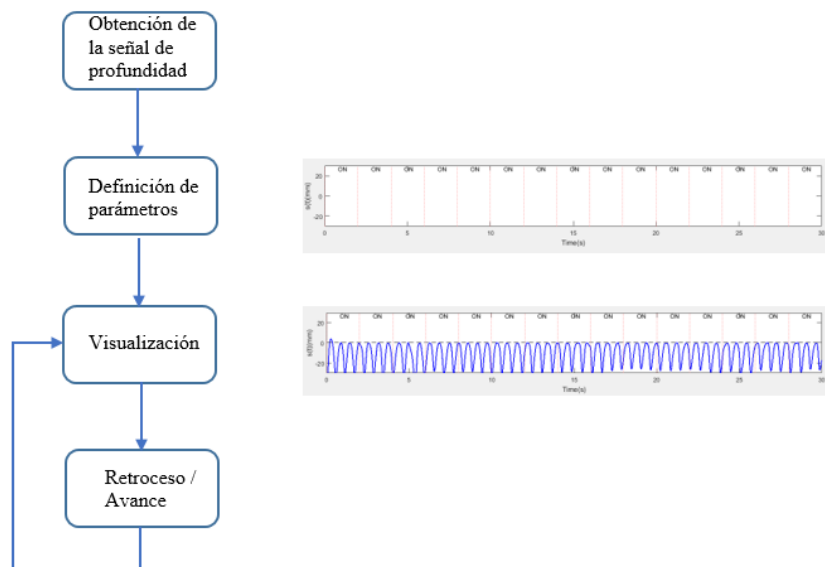 Obtención de
la señal de
profundidad
Definición de
parámetros
ON ON ON ON ON ON ON ON ON ON ON ON ON ON ON
20
0
-20
s(t)(mm)
0 5 10 15 20 25 30
Time(s)
Visualización
ON ON ON ON ON ON ON ON ON ON ON ON ON ON ON
20
0
-20
s(t)(mm)
0 5 10 15 20 25 30
Time(s)
Retroceso /
Avance